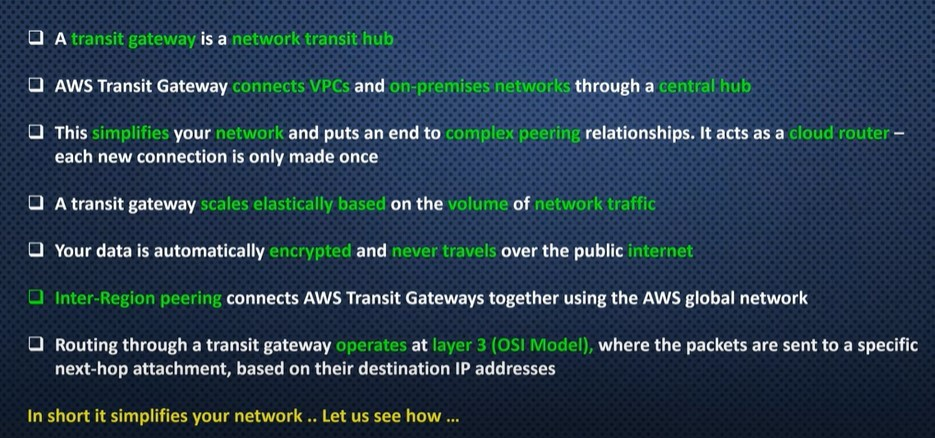 ❑ A transit gateway is a network transit hub
❑ AWS Transit Gateway connects VPCs and on-premises networks through a central hub
❑ This simplifies your network and puts an end to complex peering relationships. It acts as a cloud router –
each new connection is only made once
❑ A transit gateway scales elastically based on the volume of network traffic
❑ Your data is automatically encrypted and never travels over the public internet
❑ Inter-Region peering connects AWS Transit Gateways together using the AWS global network
❑ Routing through a transit gateway operates at layer 3 (OSI Model), where the packets are sent to a specific
next-hop attachment, based on their destination IP addresses
In short it simplifies your network .. Let us see how ...